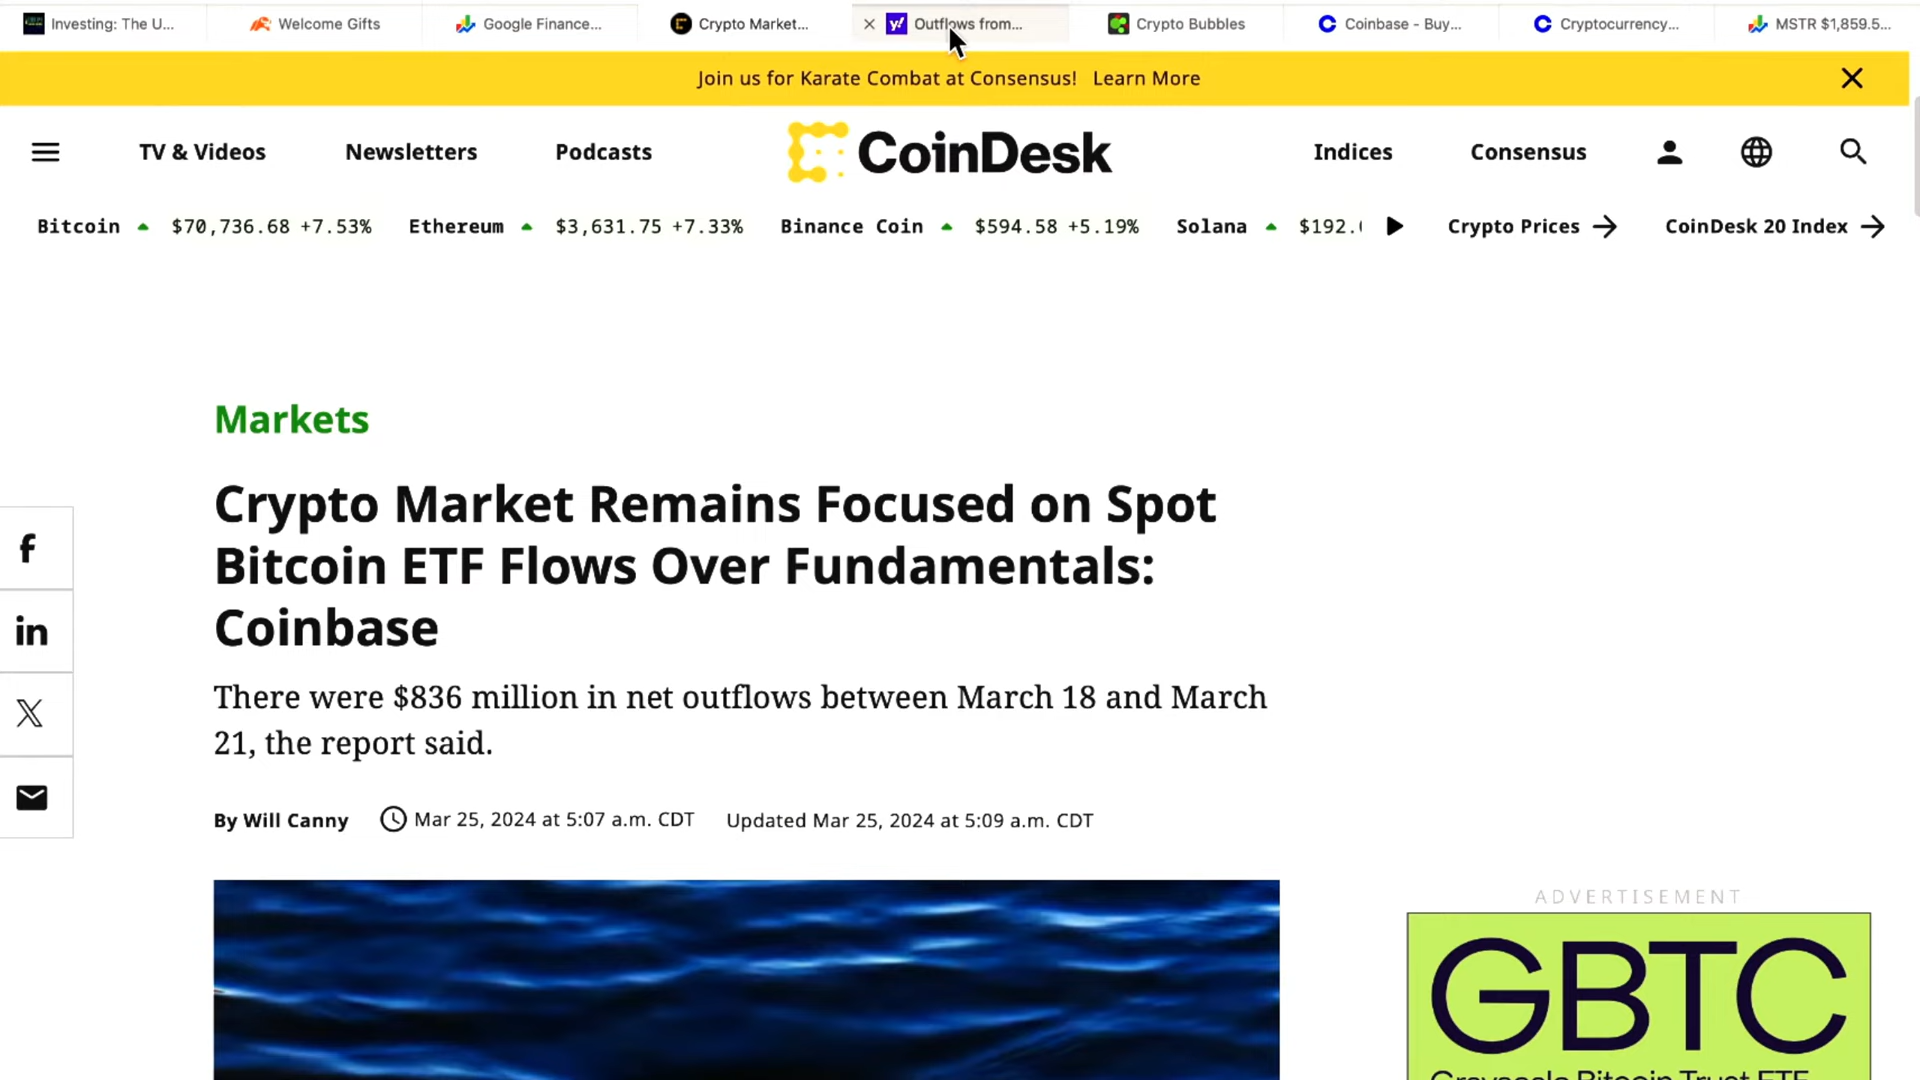 Investing: The U...
Welcome Gifts
Google Finance...
Crypto Market...
Outflows from...
Crypto Bubbles
Coinbase - Buy...
Cryptocurrency...
MSTR $1,859.5...
Join us for Karate Combat at Consensus! Learn More
TV & Videos
Newsletters
Podcasts
CoinDesk
Indices
Consensus
Bitcoin $70,736.68 +7.53% Ethereum $3,631.75 +7.33% Binance Coin $594.58 +5.19% Solana $192. Crypto Prices CoinDesk 20 Index
Markets
Crypto Market Remains Focused on Spot
Bitcoin ETF Flows Over Fundamentals:
Coinbase
There were $836 million in net outflows between March 18 and March
21, the report said.
By Will Canny Mar 25, 2024 at 5:07 a.m. CDT Updated Mar 25, 2024 at 5:09 a.m. CDT
ADVERTISEMENT
GBTC
Grayscale Bitcoin Trust ETF